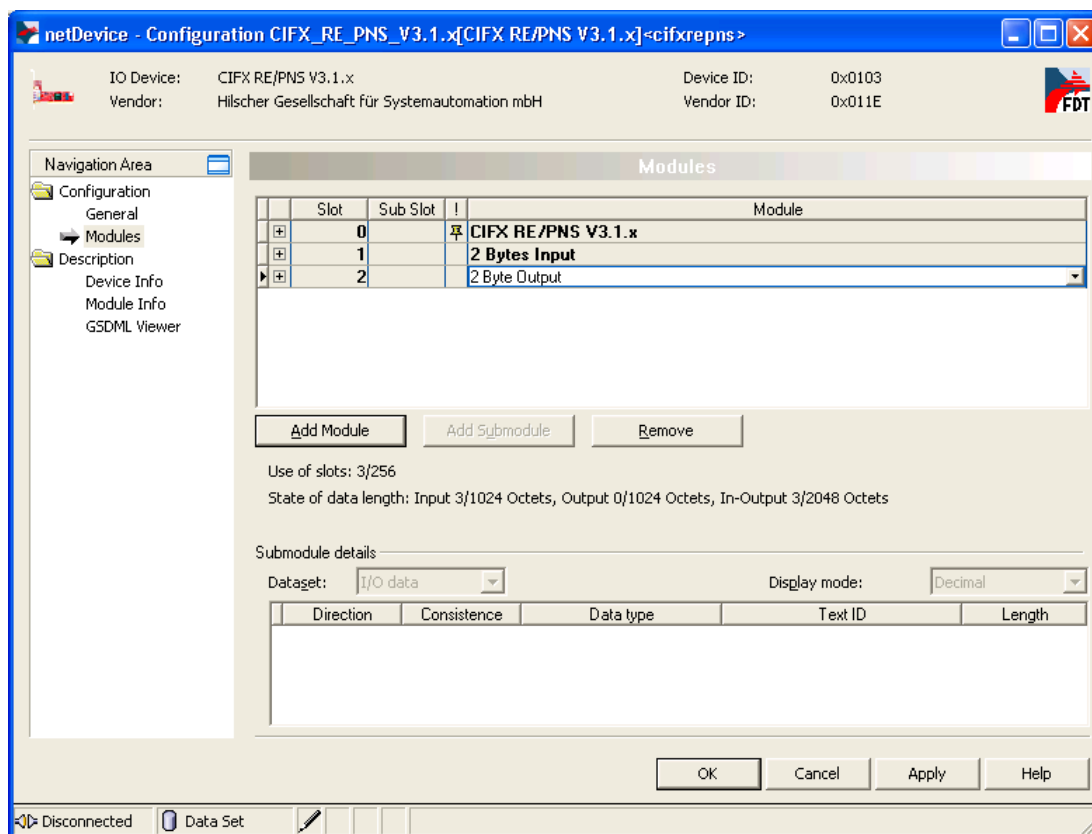 netDevice - Configuration CIFX_RE_PNS_V3.1.x[CIFX RE/PNS V3.1.x]<cifxrepns>
IO Device: CIFX RE/PNS V3.1.x Device ID: 0x0103
Vendor: Hilscher Gesellschaft für Systemautomation mbH Vendor ID: 0x011E
FDT
Navigation Area
Configuration
General
Modules
Description
Device Info
Module Info
GSDML Viewer
Modules
Slot Sub Slot ! Module
0 CIFX RE/PNS V3.1.x
1 2 Bytes Input
2 2 Byte Output
Add Module Add Submodule Remove
Use of slots: 3/256
State of data length: Input 3/1024 Octets, Output 0/1024 Octets, In-Output 3/2048 Octets
Submodule details
Dataset: I/O data Display mode: Decimal
Direction Consistence Data type Text ID Length
OK Cancel Apply Help
Disconnected Data Set